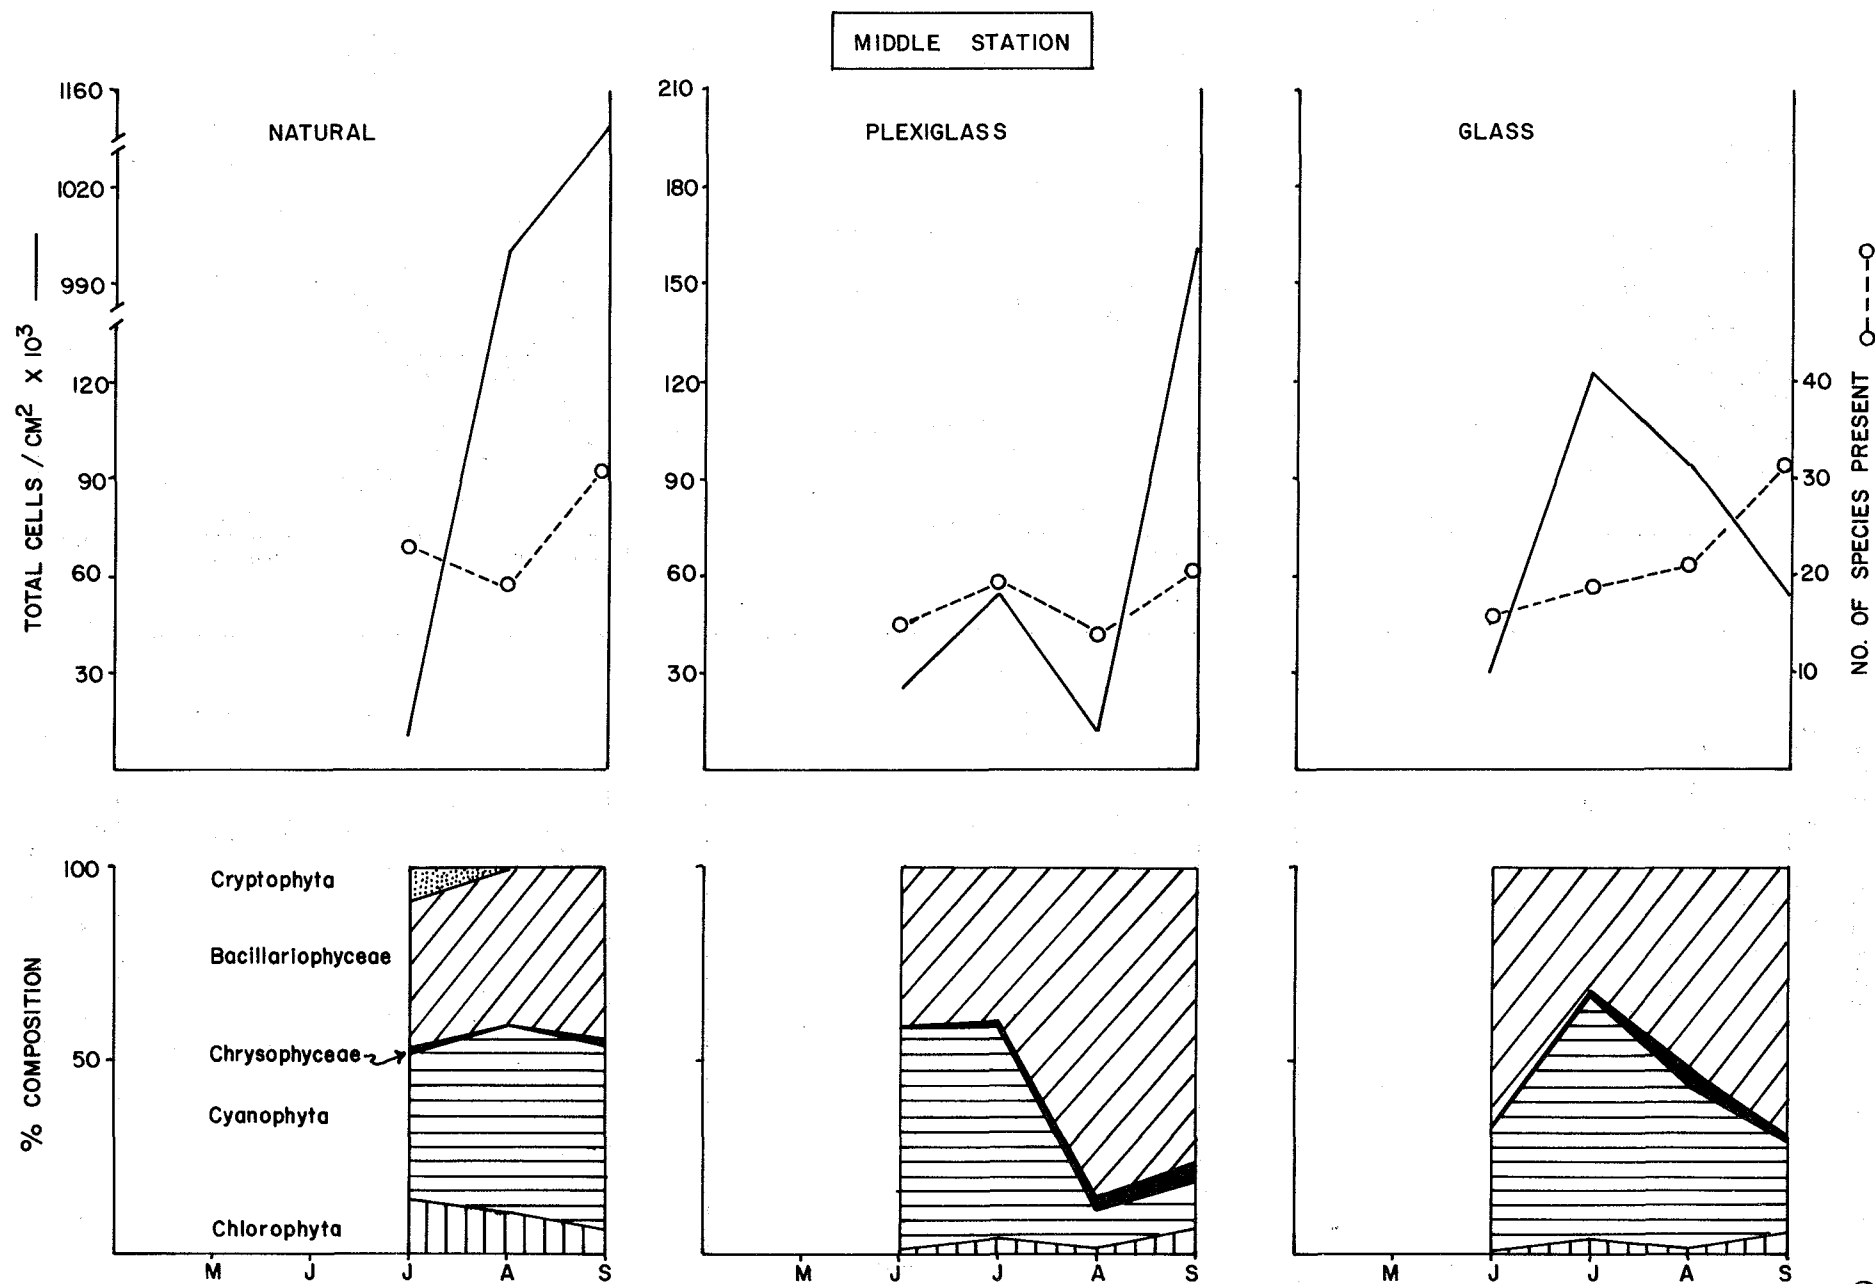 MIDDLE STATION
NATURAL
PLEXIGLASS
GLASS
1160
1020
990
120
90
60
30
TOTAL CELLS / CM² X 10³
210
180
150
120
90
60
30
40
30
20
10
NO. OF SPECIES PRESENT
100
50
% COMPOSITION
Cryptophyta
Bacillariophyceae
Chrysophyceae
Cyanophyta
Chlorophyta
M J J A S
M J J A S
M J J A S